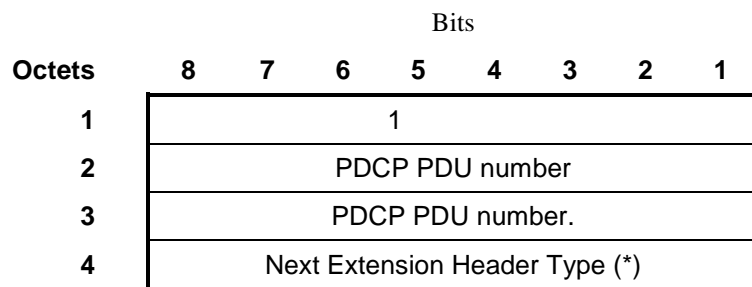 Bits
Octets 8 7 6 5 4 3 2 1
1 1
2 PDCP PDU number
3 PDCP PDU number.
4 Next Extension Header Type (*)